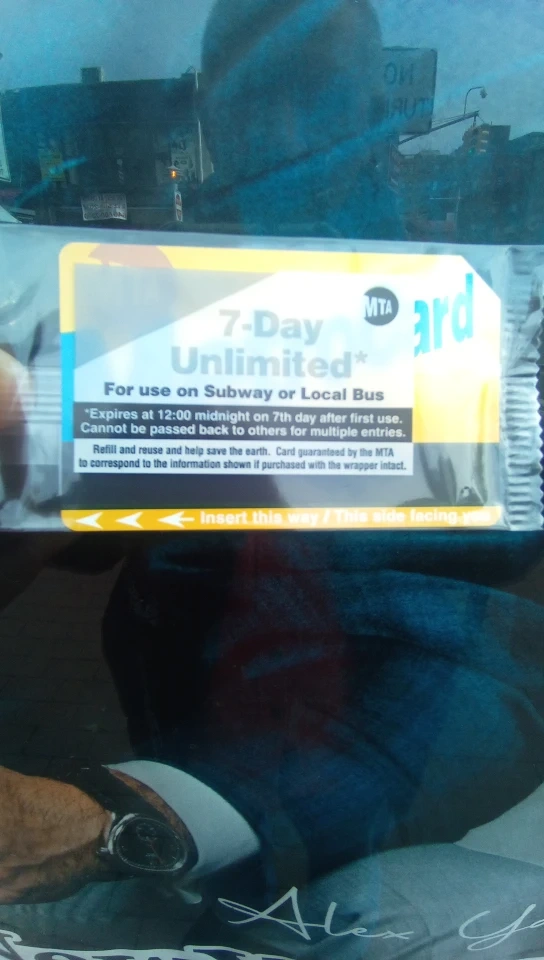 NO
TURN
MTA
ard
7-Day
Unlimited*
For use on Subway or Local Bus
*Expires at 12:00 midnight on 7th day after first use.
Cannot be passed back to others for multiple entries.
Refill and reuse and help save the earth. Card guaranteed by the MTA
to correspond to the information shown if purchased with the wrapper intact.
Insert this way / This side facing you
Alex